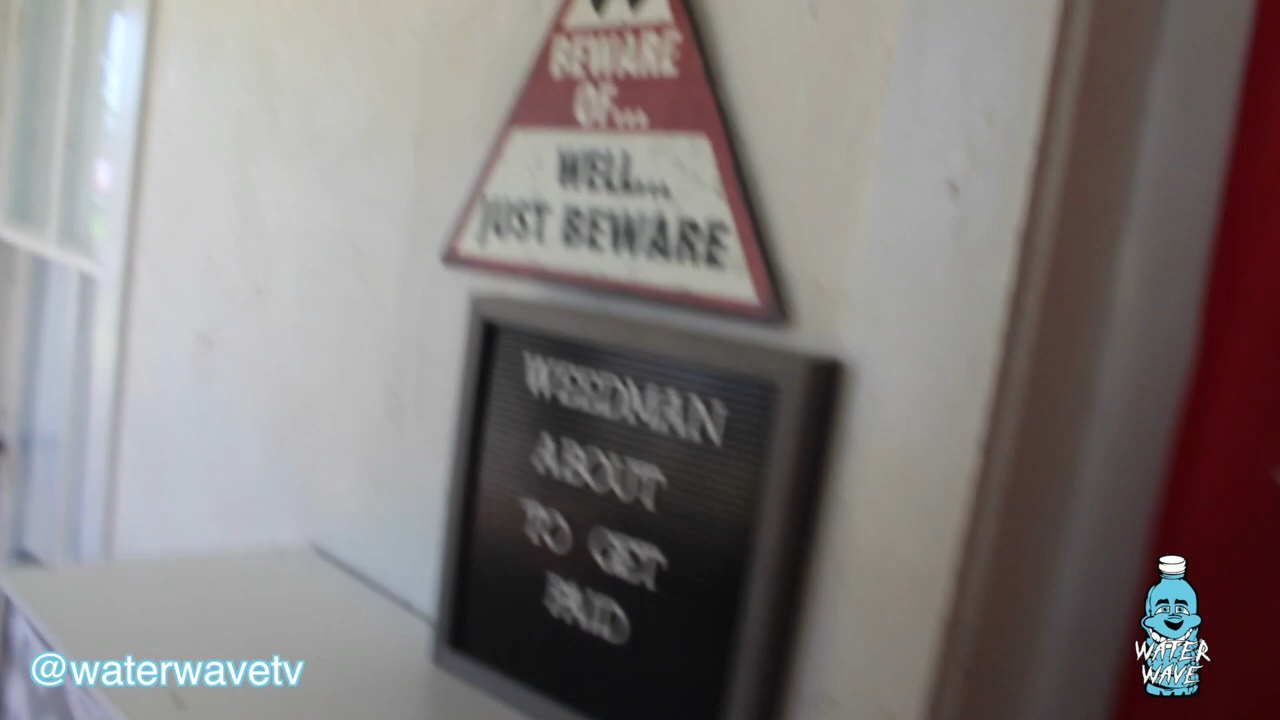 BEWARE
OF...
WELL...
JUST BEWARE
WEEDMAN
ABOUT
TO GET
PAID
@waterwavetv
WATER
WAVE